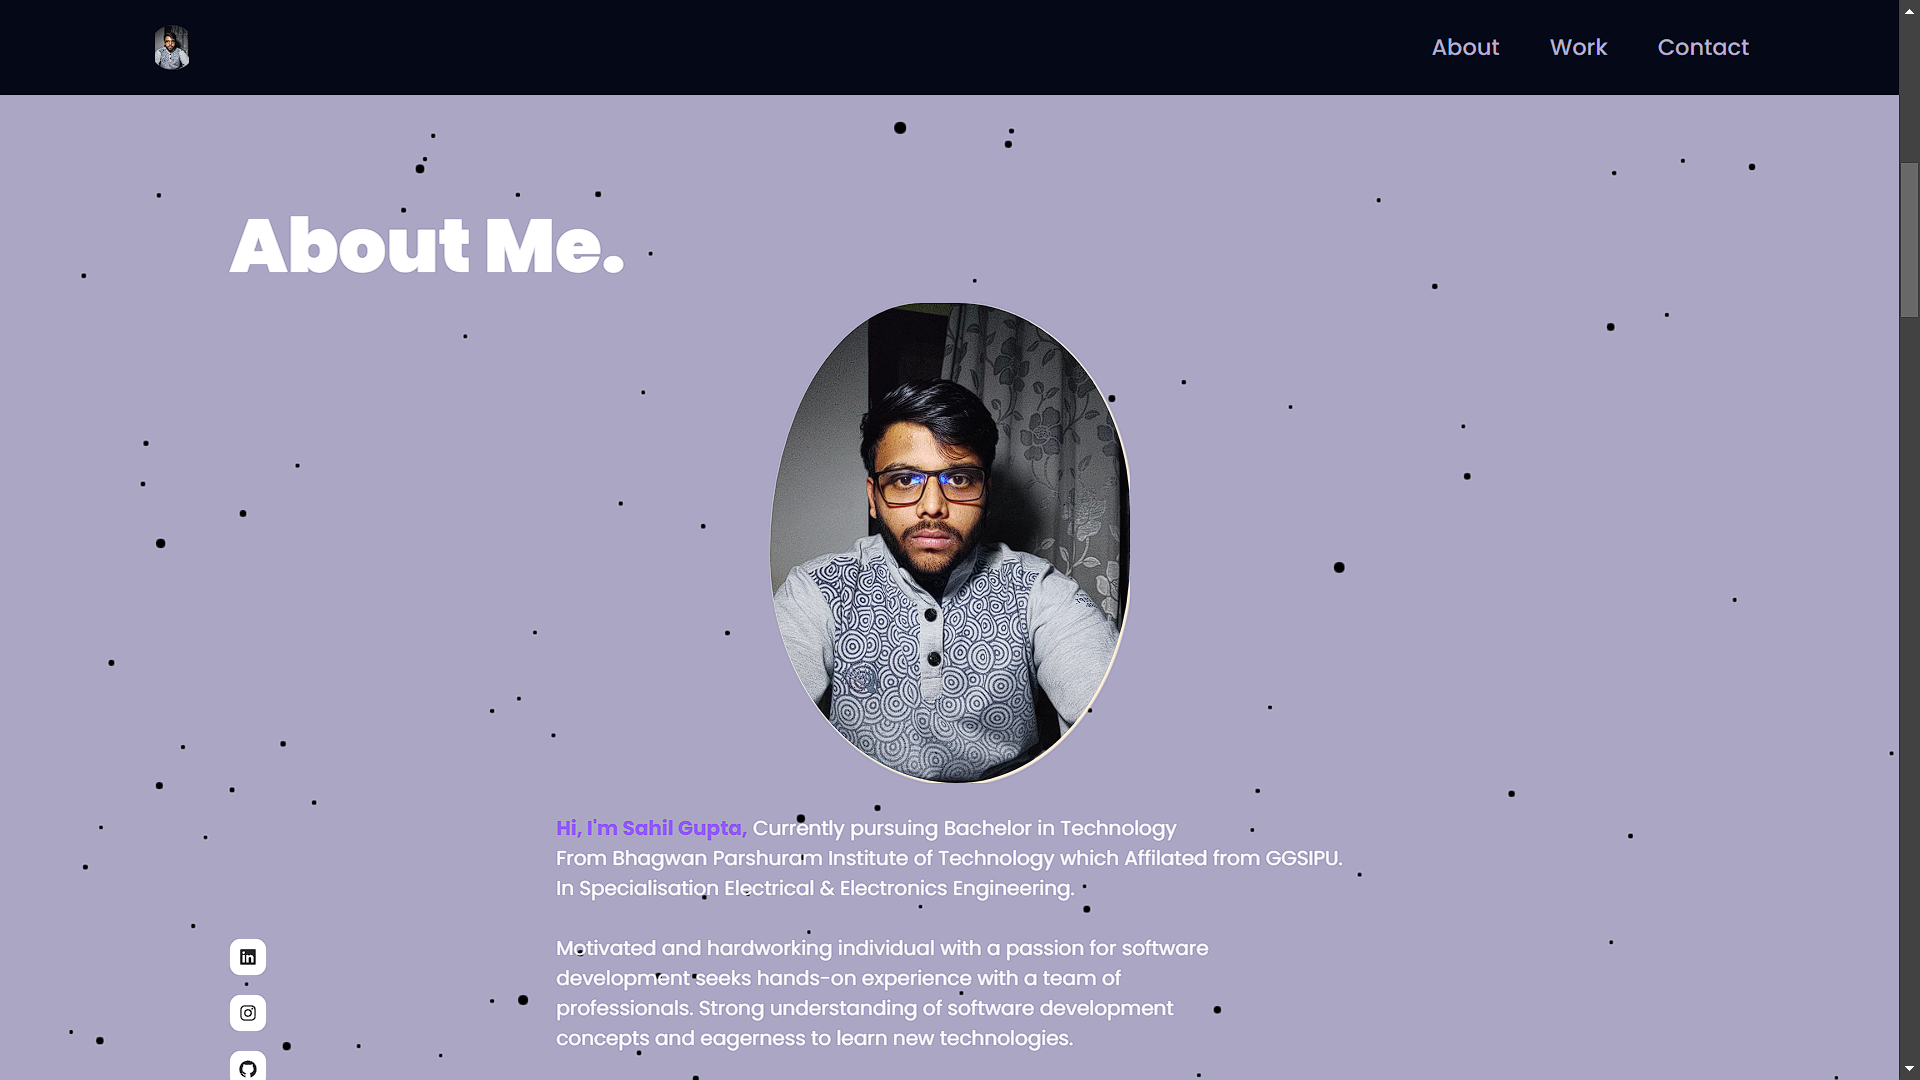 About Work Contact
About Me.
Hi, I'm Sahil Gupta, Currently pursuing Bachelor in Technology
From Bhagwan Parshuram Institute of Technology which Affilated from GGSIPU.
In Specialisation Electrical & Electronics Engineering.
Motivated and hardworking individual with a passion for software
development seeks hands-on experience with a team of
professionals. Strong understanding of software development
concepts and eagerness to learn new technologies.
in